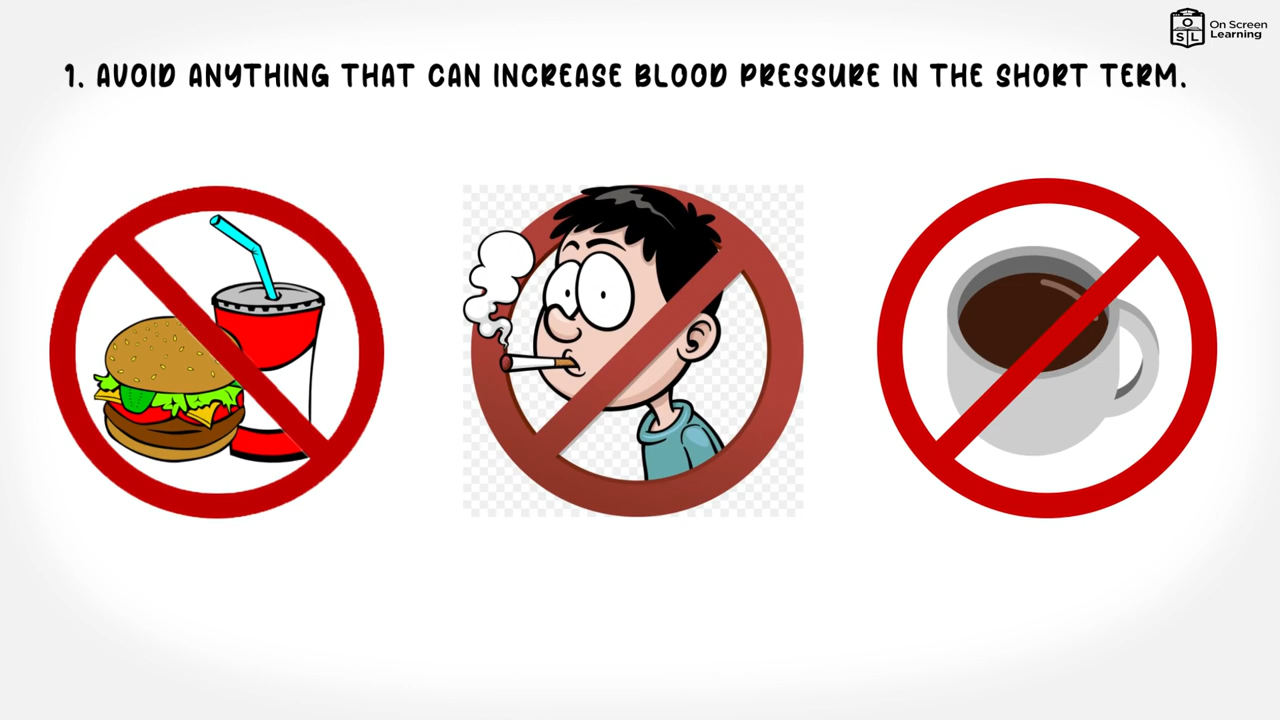 On Screen
Learning
O
S L
1. AVOID ANYTHING THAT CAN INCREASE BLOOD PRESSURE IN THE SHORT TERM.